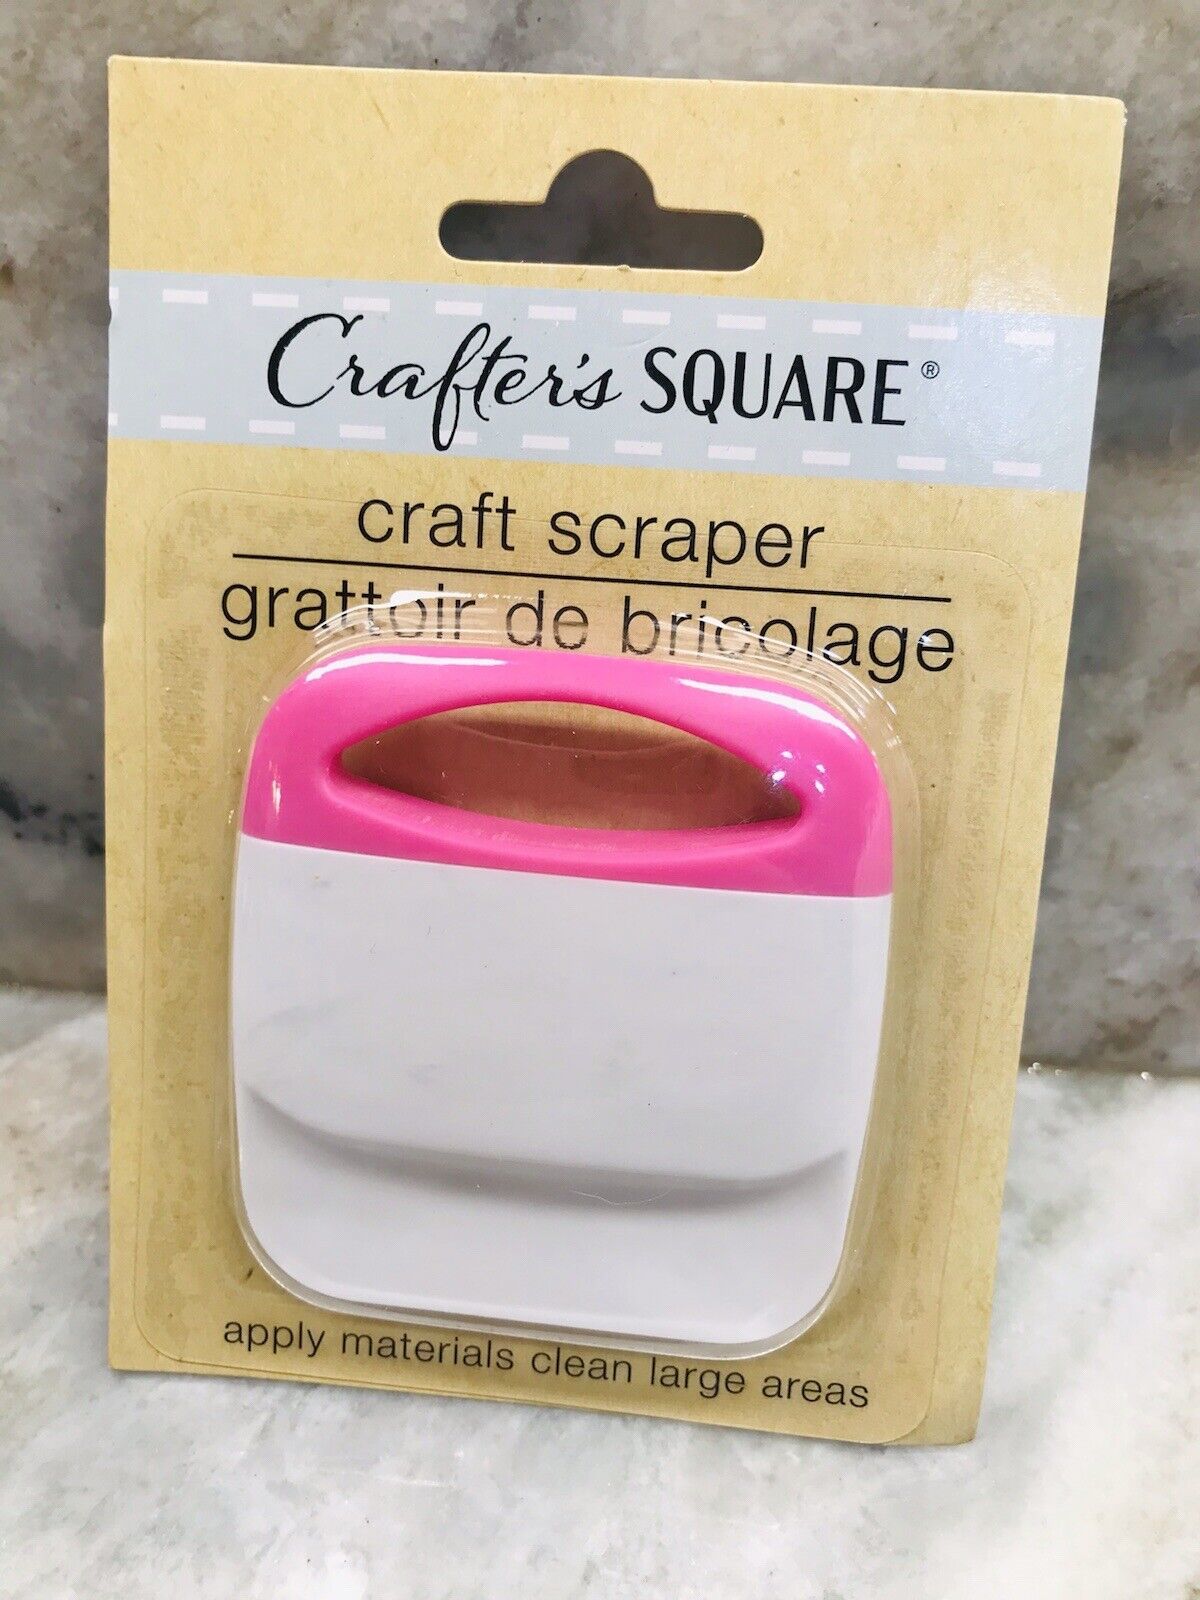 Crafter's SQUARE®
craft scraper
grattoir de bricolage
apply materials clean large areas